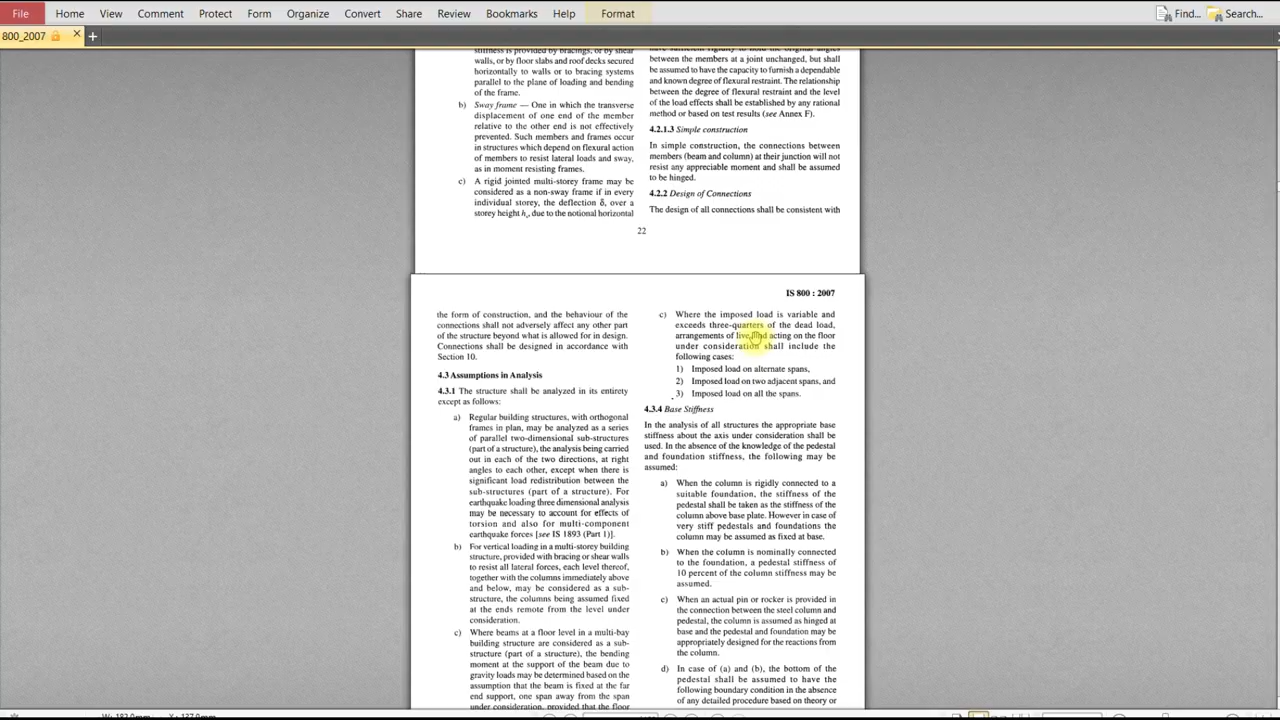 File Home View Comment Protect Form Organize Convert Share Review Bookmarks Help Format Find... Search...
800_2007
stiffness is provided by bracings, or by shear
walls, or by floor slabs and roof decks secured
horizontally to walls or to bracing systems
parallel to the plane of loading and bending
of the frame.
b) Sway frame — One in which the transverse
displacement of one end of the member
relative to the other end is not effectively
prevented. Such members and frames occur
in structures which depend on flexural action
of members to resist lateral loads and sway,
as in moment resisting frames.
c) A rigid jointed multi-storey frame may be
considered as a non-sway frame if in every
individual storey, the deflection δ, over a
storey height hs, due to the notional horizontal
have sufficient rigidity to hold the original angles
between the members at a joint unchanged, but shall
be assumed to have the capacity to furnish a dependable
and known degree of flexural restraint. The relationship
between the degree of flexural restraint and the level
of the load effects shall be established by any rational
method or based on test results (see Annex F).
4.2.1.3 Simple construction
In simple construction, the connections between
members (beam and column) at their junction will not
resist any appreciable moment and shall be assumed
to be hinged.
4.2.2 Design of Connections
The design of all connections shall be consistent with
22
IS 800 : 2007
the form of construction, and the behaviour of the
connections shall not adversely affect any other part
of the structure beyond what is allowed for in design.
Connections shall be designed in accordance with
Section 10.
4.3 Assumptions in Analysis
4.3.1 The structure shall be analyzed in its entirety
except as follows:
a) Regular building structures, with orthogonal
frames in plan, may be analyzed as a series
of parallel two-dimensional sub-structures
(part of a structure), the analysis being carried
out in each of the two directions, at right
angles to each other, except when there is
significant load redistribution between the
sub-structures (part of a structure). For
earthquake loading three dimensional analysis
may be necessary to account for effects of
torsion and also for multi-component
earthquake forces [see IS 1893 (Part 1)].
b) For vertical loading in a multi-storey building
structure, provided with bracing or shear walls
to resist all lateral forces, each level thereof,
together with the columns immediately above
and below, may be considered as a sub-
structure, the columns being assumed fixed
at the ends remote from the level under
consideration.
c) Where beams at a floor level in a multi-bay
building structure are considered as a sub-
structure (part of a structure), the bending
moment at the support of the beam due to
gravity loads may be determined based on the
assumption that the beam is fixed at the far
end support, one span away from the span
under consideration, provided that the floor
c) Where the imposed load is variable and
exceeds three-quarters of the dead load,
arrangements of live load acting on the floor
under consideration shall include the
following cases:
1) Imposed load on alternate spans,
2) Imposed load on two adjacent spans, and
3) Imposed load on all the spans.
4.3.4 Base Stiffness
In the analysis of all structures the appropriate base
stiffness about the axis under consideration shall be
used. In the absence of the knowledge of the pedestal
and foundation stiffness, the following may be
assumed:
a) When the column is rigidly connected to a
suitable foundation, the stiffness of the
pedestal shall be taken as the stiffness of the
column above base plate. However in case of
very stiff pedestals and foundations the
column may be assumed as fixed at base.
b) When the column is nominally connected
to the foundation, a pedestal stiffness of
10 percent of the column stiffness may be
assumed.
c) When an actual pin or rocker is provided in
the connection between the steel column and
pedestal, the column is assumed as hinged at
base and the pedestal and foundation may be
appropriately designed for the reactions from
the column.
d) In case of (a) and (b), the bottom of the
pedestal shall be assumed to have the
following boundary condition in the absence
of any detailed procedure based on theory or